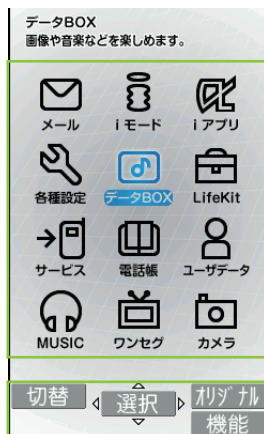 データBOX
画像や音楽などを楽しめます。
メール iモード iアプリ
各種設定 データBOX LifeKit
サービス 電話帳 ユーザデータ
MUSIC ワンセグ カメラ
切替 選択 オリジナル
機能